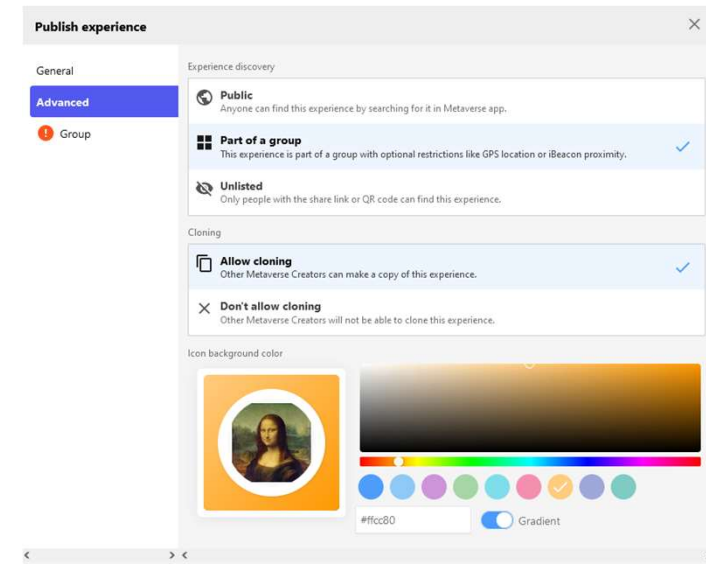 Publish experience
General
Advanced
Group
Experience discovery
Public
Anyone can find this experience by searching for it in Metaverse app.
Part of a group
This experience is part of a group with optional restrictions like GPS location or iBeacon proximity.
Unlisted
Only people with the share link or QR code can find this experience.
Cloning
Allow cloning
Other Metaverse Creators can make a copy of this experience.
Don't allow cloning
Other Metaverse Creators will not be able to clone this experience.
Icon background color
#ffcc80
Gradient